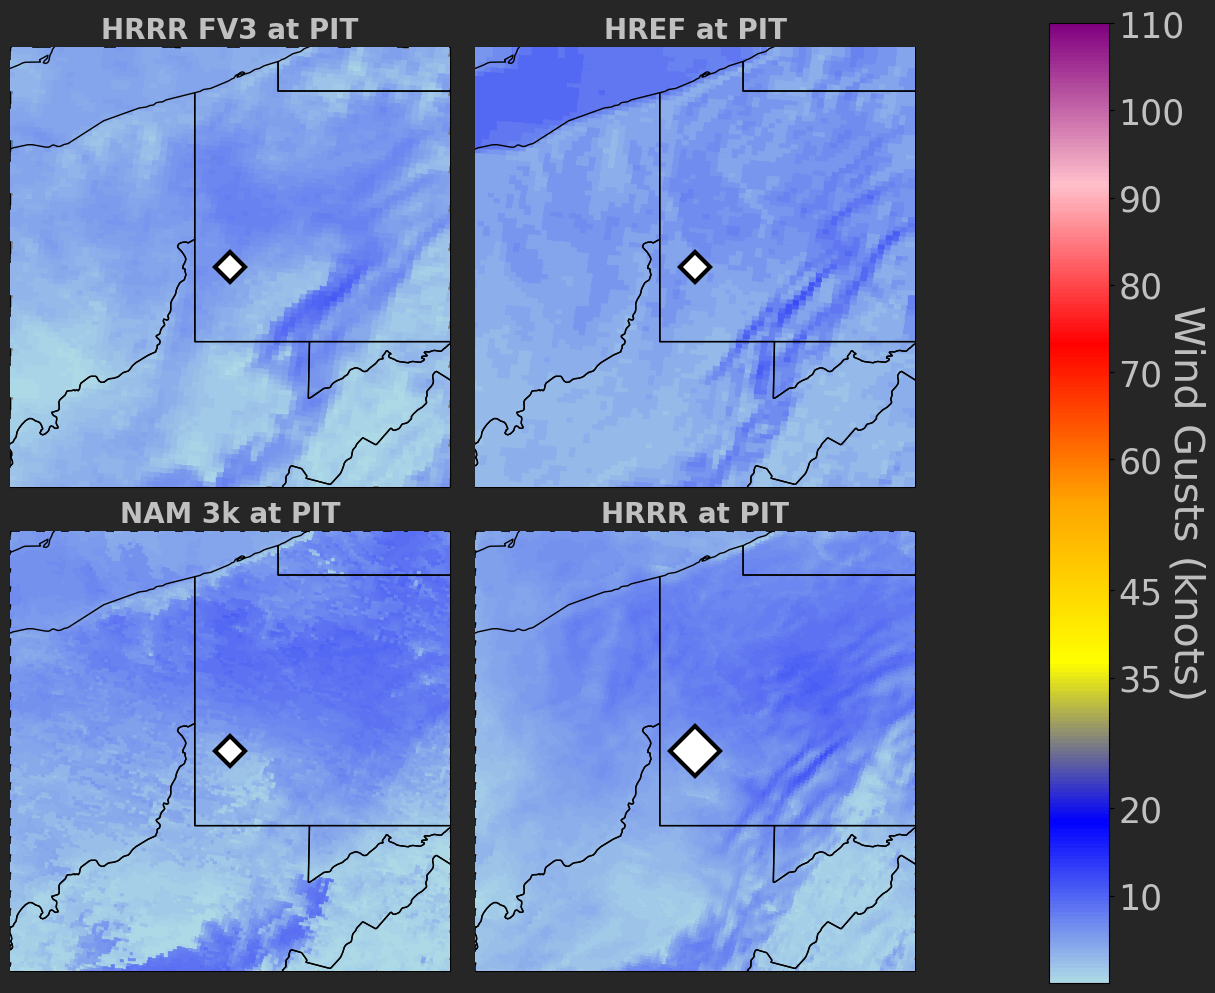 HRRR FV3 at PIT
HREF at PIT
NAM 3k at PIT
HRRR at PIT
110
100
90
80
70
60
45
35
20
10
Wind Gusts (knots)